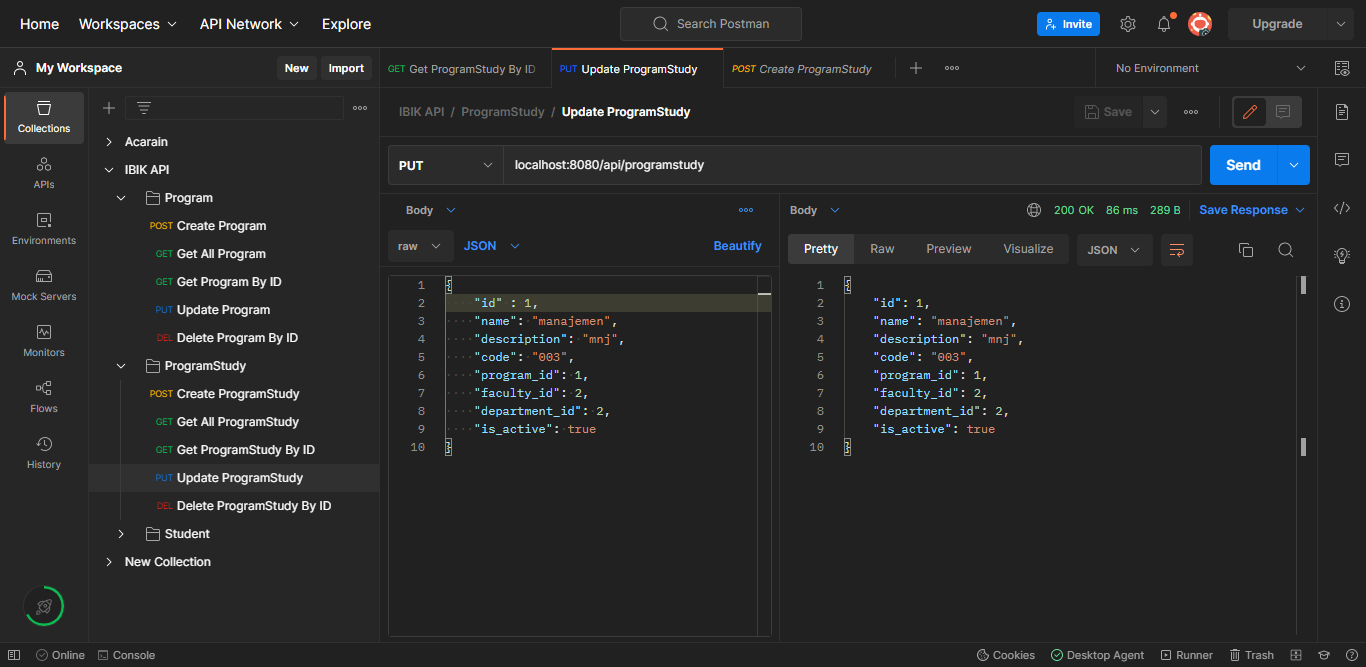 Home Workspaces API Network Explore Search Postman Invite Upgrade
My Workspace New Import GET Get ProgramStudy By ID PUT Update ProgramStudy POST Create ProgramStudy No Environment
Collections
APIs
Environments
Mock Servers
Monitors
Flows
History
Acarain
IBIK API
Program
POST Create Program
GET Get All Program
GET Get Program By ID
PUT Update Program
DEL Delete Program By ID
ProgramStudy
POST Create ProgramStudy
GET Get All ProgramStudy
GET Get ProgramStudy By ID
PUT Update ProgramStudy
DEL Delete ProgramStudy By ID
Student
New Collection
IBIK API / ProgramStudy / Update ProgramStudy Save
PUT localhost:8080/api/programstudy Send
Body
raw JSON Beautify
1 {
2 "id" : 1,
3 "name": "manajemen",
4 "description": "mnj",
5 "code": "003",
6 "program_id": 1,
7 "faculty_id": 2,
8 "department_id": 2,
9 "is_active": true
10 }
Body 200 OK 86 ms 289 B Save Response
Pretty Raw Preview Visualize JSON
1 {
2 "id": 1,
3 "name": "manajemen",
4 "description": "mnj",
5 "code": "003",
6 "program_id": 1,
7 "faculty_id": 2,
8 "department_id": 2,
9 "is_active": true
10 }
Online Console Cookies Desktop Agent Runner Trash